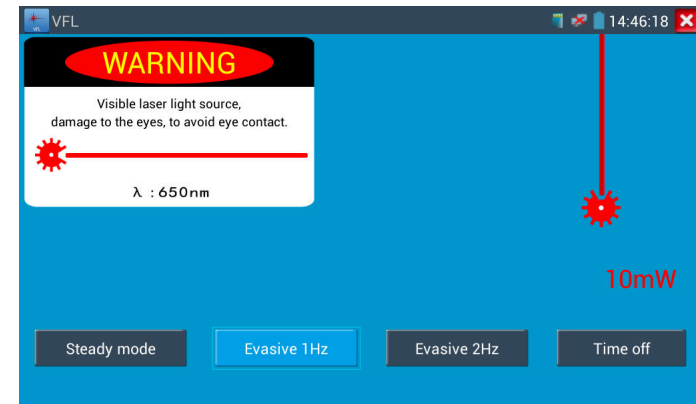 VFL
14:46:18
WARNING
Visible laser light source,
damage to the eyes, to avoid eye contact.
λ :650nm
10mW
Steady mode
Evasive 1Hz
Evasive 2Hz
Time off